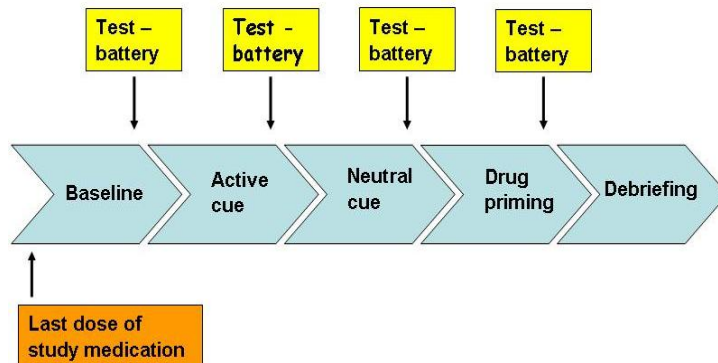 Test –
battery
Test -
battery
Test –
battery
Test –
battery
Baseline
Active
cue
Neutral
cue
Drug
priming
Debriefing
Last dose of
study medication